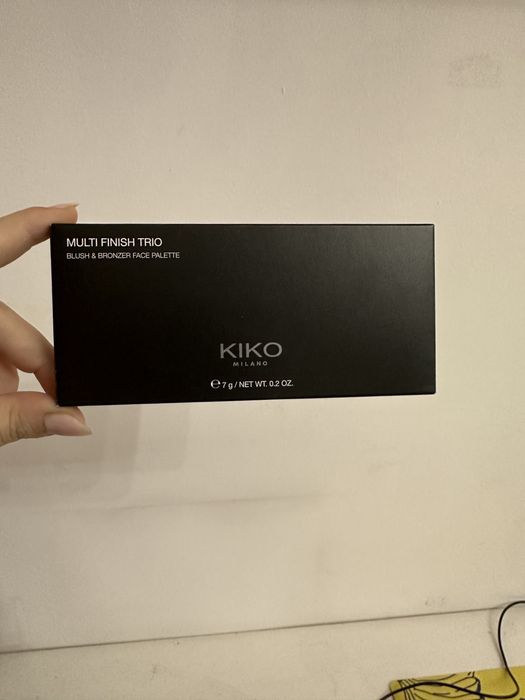 MULTI FINISH TRIO
BLUSH & BRONZER FACE PALETTE
KIKO
MILANO
℮ 7 g / NET WT. 0.2 OZ.